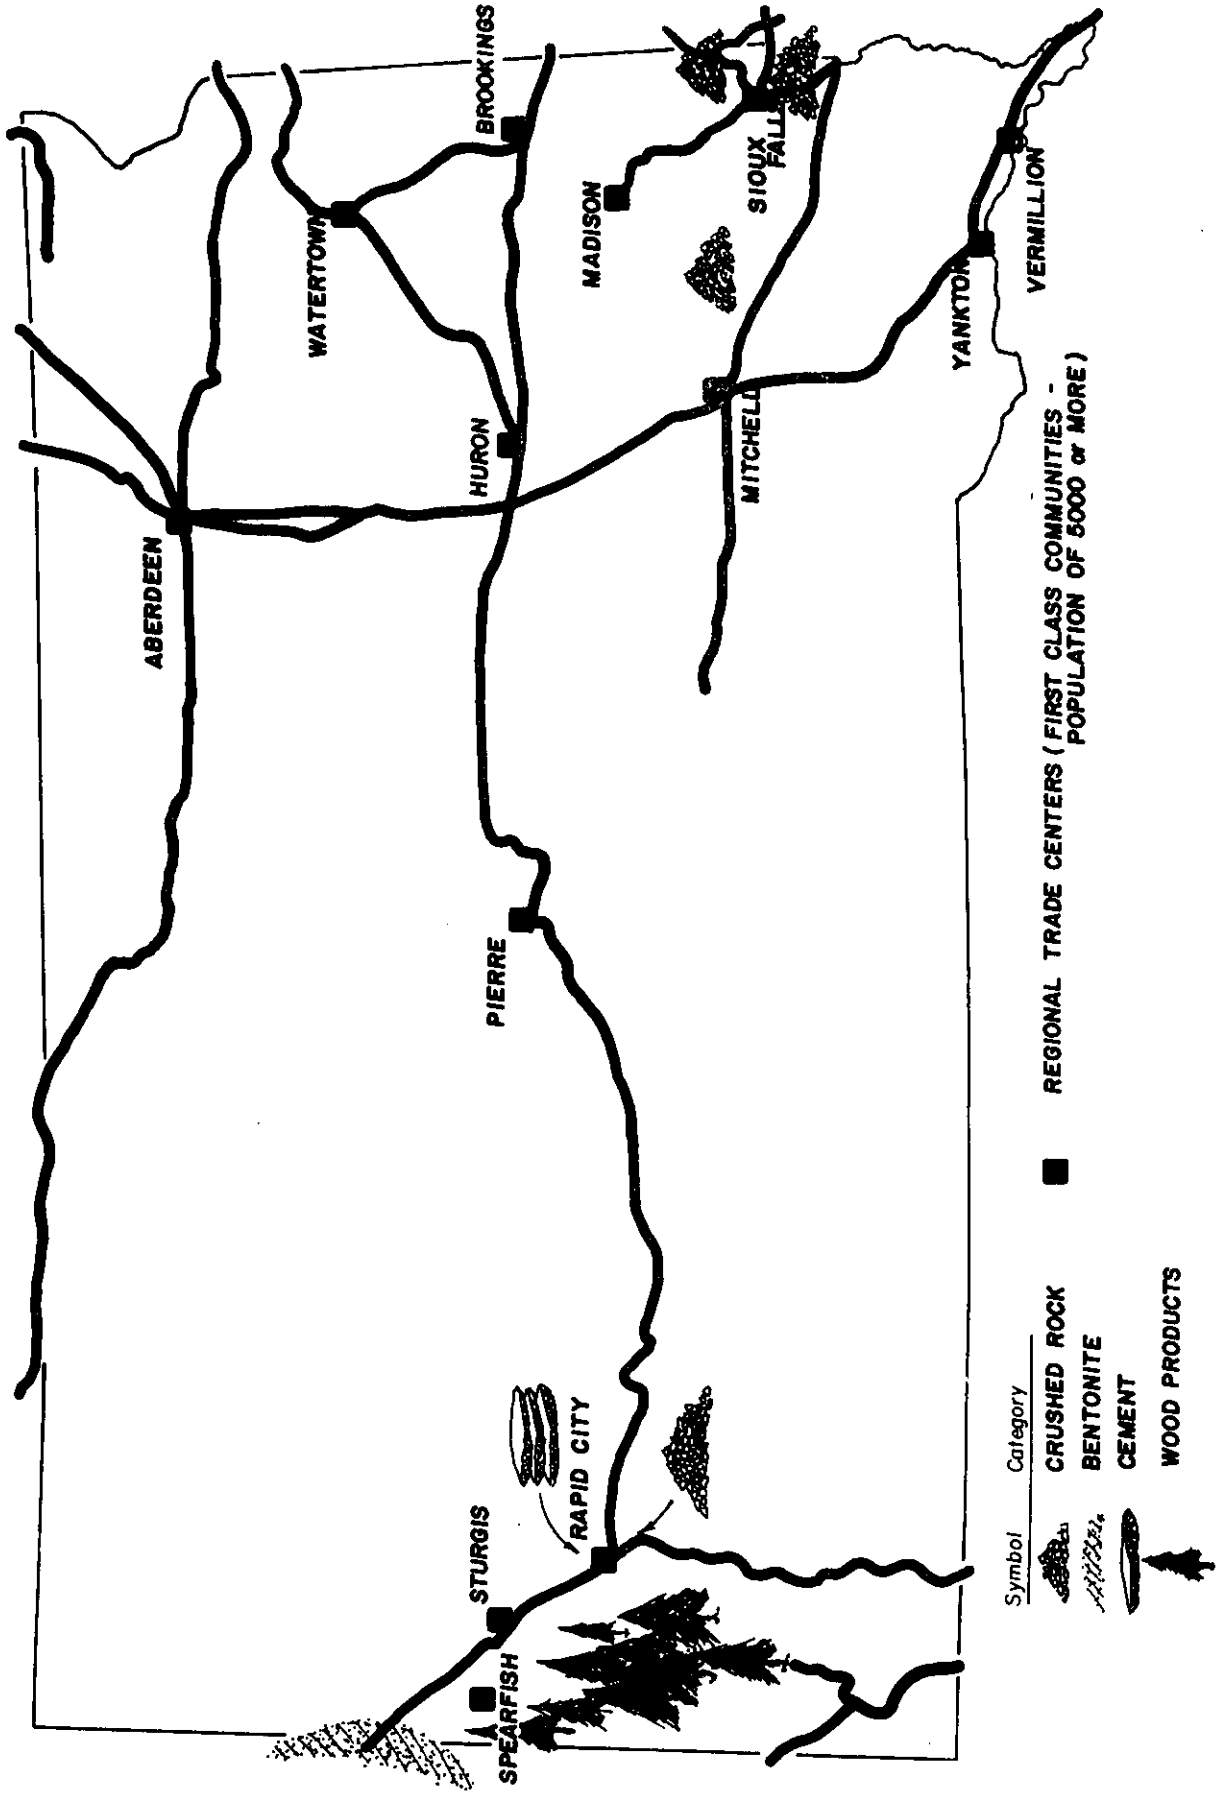 ABERDEEN
WATERTOWN
BROOKINGS
HURON
PIERRE
MADISON
SIOUX
FALLS
MITCHELL
YANKTON
VERMILLION
SPEARFISH
STURGIS
RAPID CITY
Symbol Category
CRUSHED ROCK
BENTONITE
CEMENT
WOOD PRODUCTS
REGIONAL TRADE CENTERS (FIRST CLASS COMMUNITIES -
POPULATION OF 5000 or MORE)